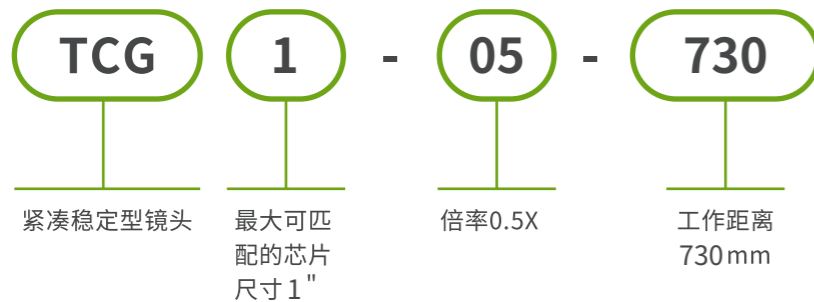 TCG 1 - 05 - 730
紧凑稳定型镜头
最大可匹
配的芯片
尺寸1"
倍率0.5X
工作距离
730mm